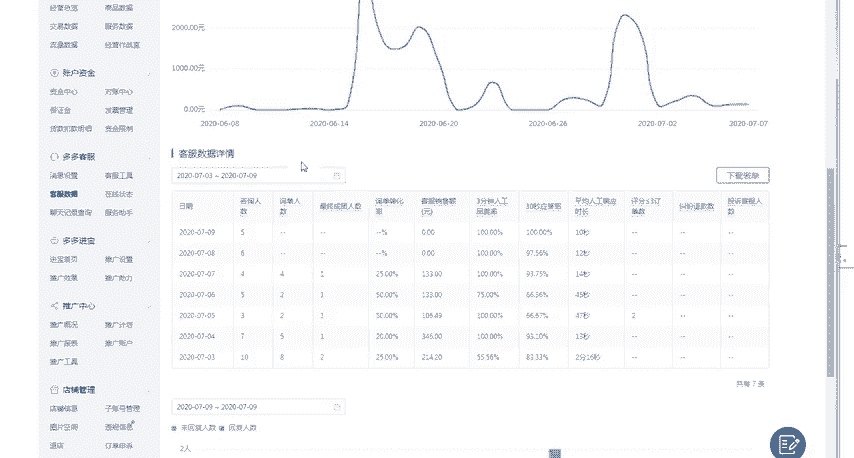 经营总览 商品数据
交易数据 服务数据
流量数据
2000.00元
1000.00元
0.00元
2020-06-08 2020-06-14 2020-06-20 2020-06-26 2020-07-02 2020-07-07
账户资金
资金中心 对账中心
保证金 发票管理
货款扣款明细 资金限制
多多客服
消息设置 客服工具
客服数据 在线状态
聊天记录查询 服务助手
多多进宝
进宝首页 推广设置
推广效果 推广助力
推广中心
推广概况 推广计划
推广报表 推广账户
推广工具
店铺管理
店铺信息 子账号管理
图片空间 违规信息
退店
客服数据详情
2020-07-03 ~ 2020-07-09 下载表单
日期 咨询人数 询单人数 最终成团人数 询单转化率 客服销售额(元) 3分钟人工回复率 30秒应答率 平均人工响应时长 评分≤3订单数 纠纷退款数 投诉客服人数
2020-07-09 5 -- -- --% 0.00 100.00% 100.00% 10秒 -- -- --
2020-07-08 6 -- -- --% 0.00 100.00% 97.56% 12秒 -- -- --
2020-07-07 4 4 1 25.00% 133.00 100.00% 93.75% 14秒 -- -- --
2020-07-06 5 2 50.00% 133.00 75.00% 45秒 -- -- --
2020-07-05 3 2 50.00% 100.00% 66.67% 47秒 2 -- --
2020-07-04 7 5 1 20.00% 346.00 100.00% 93.10% 13秒 -- -- --
2020-07-03 10 8 2 25.00% 214.20 55.56% 83.33% 2分16秒 -- -- --
共有 7 条
2020-07-09 ~ 2020-07-09
未回复人数 回复人数
2人